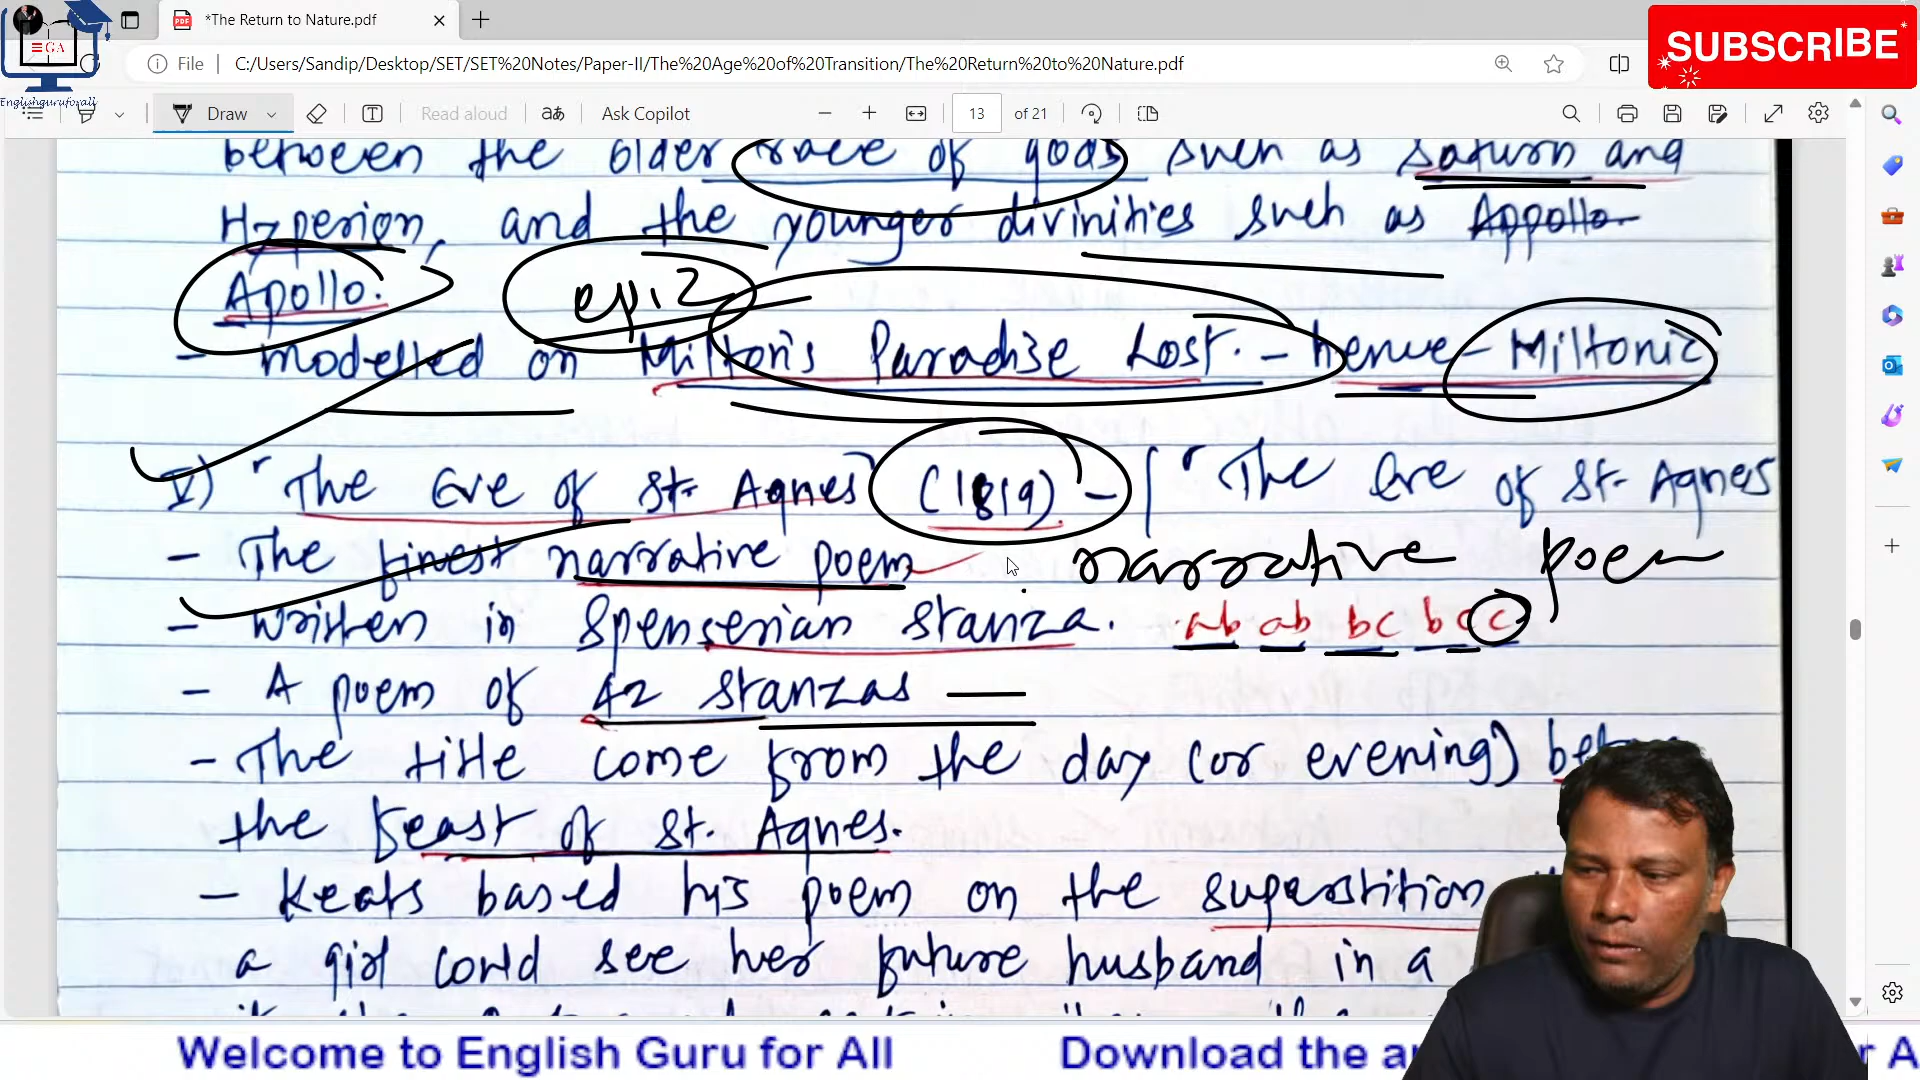 *The Return to Nature.pdf
SUBSCRIBE
≡GA
Englishguruforall
File
C:/Users/Sandip/Desktop/SET/SET%20Notes/Paper-II/The%20Age%20of%20Transition/The%20Return%20to%20Nature.pdf
Draw
Read aloud
Ask Copilot
13 of 21
between the older race of gods such as Saturn and
Hyperion, and the younger divinities such as Appollo
Apollo. epi2
- modelled on Milton's Paradise Lost. - hence - Miltonic
V) "The Eve of St. Agnes" (1819) - "The Eve of St. Agnes
- The finest narrative poem narrative poem
- written in Spenserian stanza. ab ab bc b c c
- A poem of 42 stanzas —
- The title come from the day (or evening)
the feast of St. Agnes.
- Keats based his poem on the superstition
a girl could see her future husband in a
Welcome to English Guru for All Download the